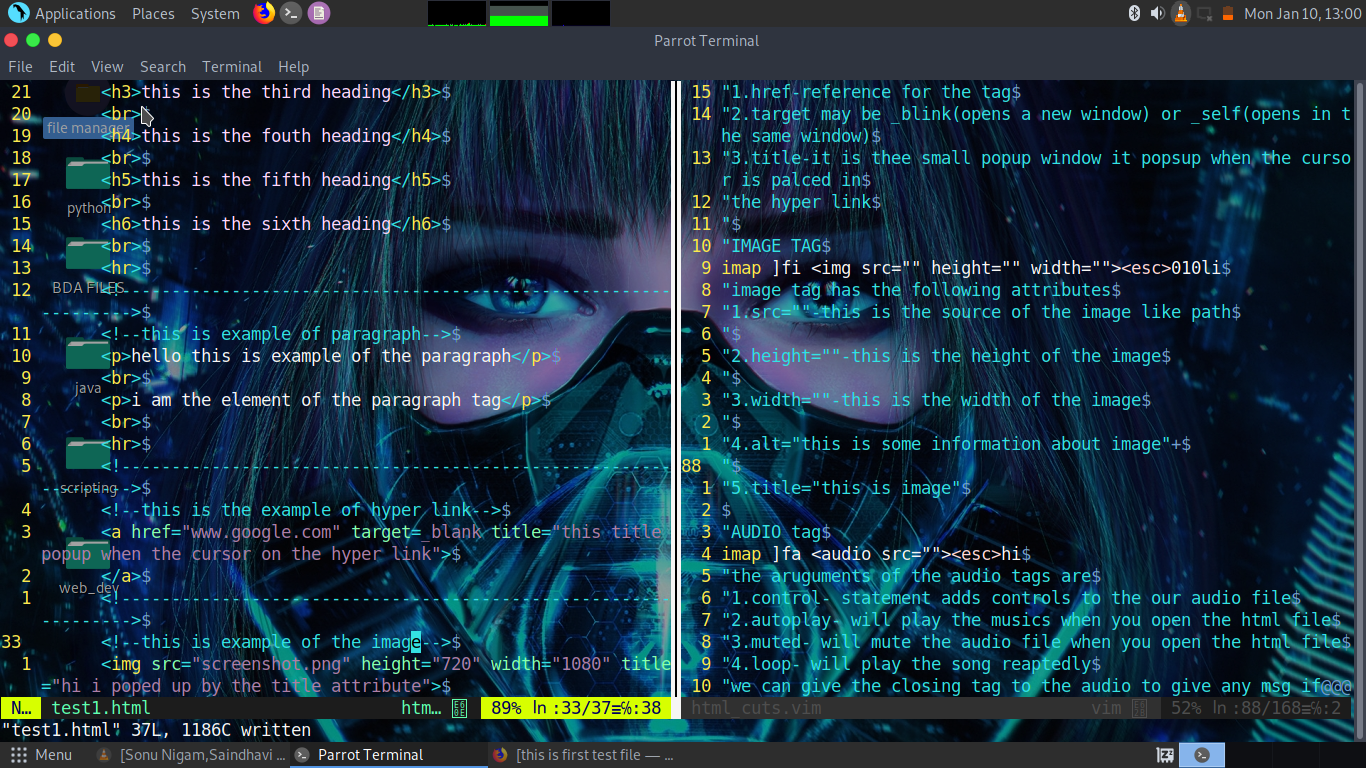 Applications Places System Mon Jan 10, 13:00
Parrot Terminal
File Edit View Search Terminal Help
21 <h3>this is the third heading</h3>$
20 <br>$
file manager
19 <h4>this is the fouth heading</h4>$
18 <br>$
17 <h5>this is the fifth heading</h5>$
16 <br>$
python
15 <h6>this is the sixth heading</h6>$
14 <br>$
13 <hr>$
BDA FILES
12 <!-------------------------------------------------------
--------->$
11 <!--this is example of paragraph-->$
10 <p>hello this is example of the paragraph</p>$
9 <br>$
java
8 <p>i am the element of the paragraph tag</p>$
7 <br>$
6 <hr>$
5 <!-------------------------------------------------------
--------->$
scripting
4 <!--this is the example of hyper link-->$
3 <a href="www.google.com" target=_blank title="this title
popup when the cursor on the hyper link">$
2 </a>$
web_dev
1 <!-------------------------------------------------------
--------->$
33 <!--this is example of the image-->$
1 <img src="screenshot.png" height="720" width="1080" title
="hi i poped up by the title attribute">$
N… test1.html htm… 89% ln :33/37≡℅:38
15 "1.href-reference for the tag$
14 "2.target may be _blink(opens a new window) or _self(opens in t
he same window)$
13 "3.title-it is thee small popup window it popsup when the curso
r is palced in$
12 "the hyper link$
11 "$
10 "IMAGE TAG$
9 imap ]fi <img src="" height="" width=""><esc>010li$
8 "image tag has the following attributes$
7 "1.src=""-this is the source of the image like path$
6 "$
5 "2.height=""-this is the height of the image$
4 "$
3 "3.width=""-this is the width of the image$
2 "$
1 "4.alt="this is some information about image"+$
88 "$
1 "5.title="this is image"$
2 $
3 "AUDIO tag$
4 imap ]fa <audio src=""><esc>hi$
5 "the aruguments of the audio tags are$
6 "1.control- statement adds controls to the our audio file$
7 "2.autoplay- will play the musics when you open the html file$
8 "3.muted- will mute the audio file when you open the html file$
9 "4.loop- will play the song reaptedly$
10 "we can give the closing tag to the audio to give any msg if@@@
html_cuts.vim vim 52% ln :88/168≡℅:2
"test1.html" 37L, 1186C written
Menu [Sonu Nigam,Saindhavi … Parrot Terminal [this is first test file — …